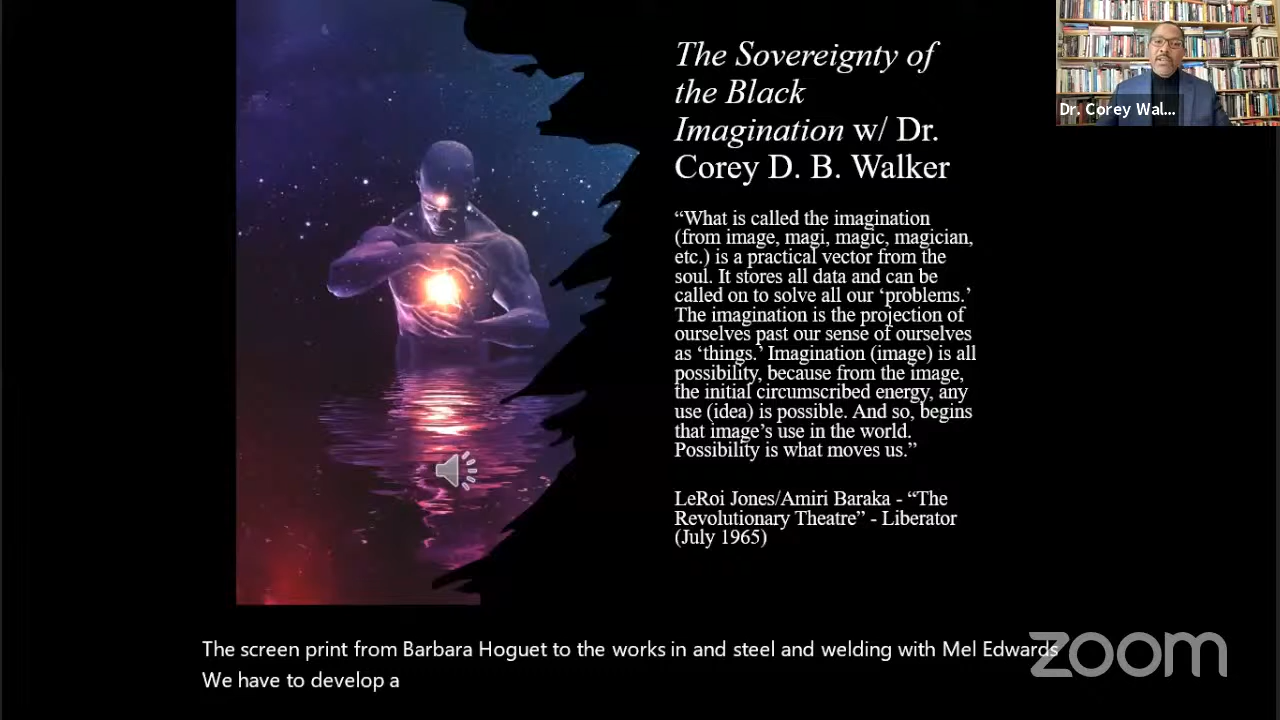 The Sovereignty of
the Black
Imagination w/ Dr.
Corey D. B. Walker
“What is called the imagination
(from image, magi, magic, magician,
etc.) is a practical vector from the
soul. It stores all data and can be
called on to solve all our ‘problems.’
The imagination is the projection of
ourselves past our sense of ourselves
as ‘things.’ Imagination (image) is all
possibility, because from the image,
the initial circumscribed energy, any
use (idea) is possible. And so, begins
that image’s use in the world.
Possibility is what moves us.”
LeRoi Jones/Amiri Baraka - “The
Revolutionary Theatre” - Liberator
(July 1965)
Dr. Corey Wal...
The screen print from Barbara Hoguet to the works in and steel and welding with Mel Edwards
We have to develop a
zoom